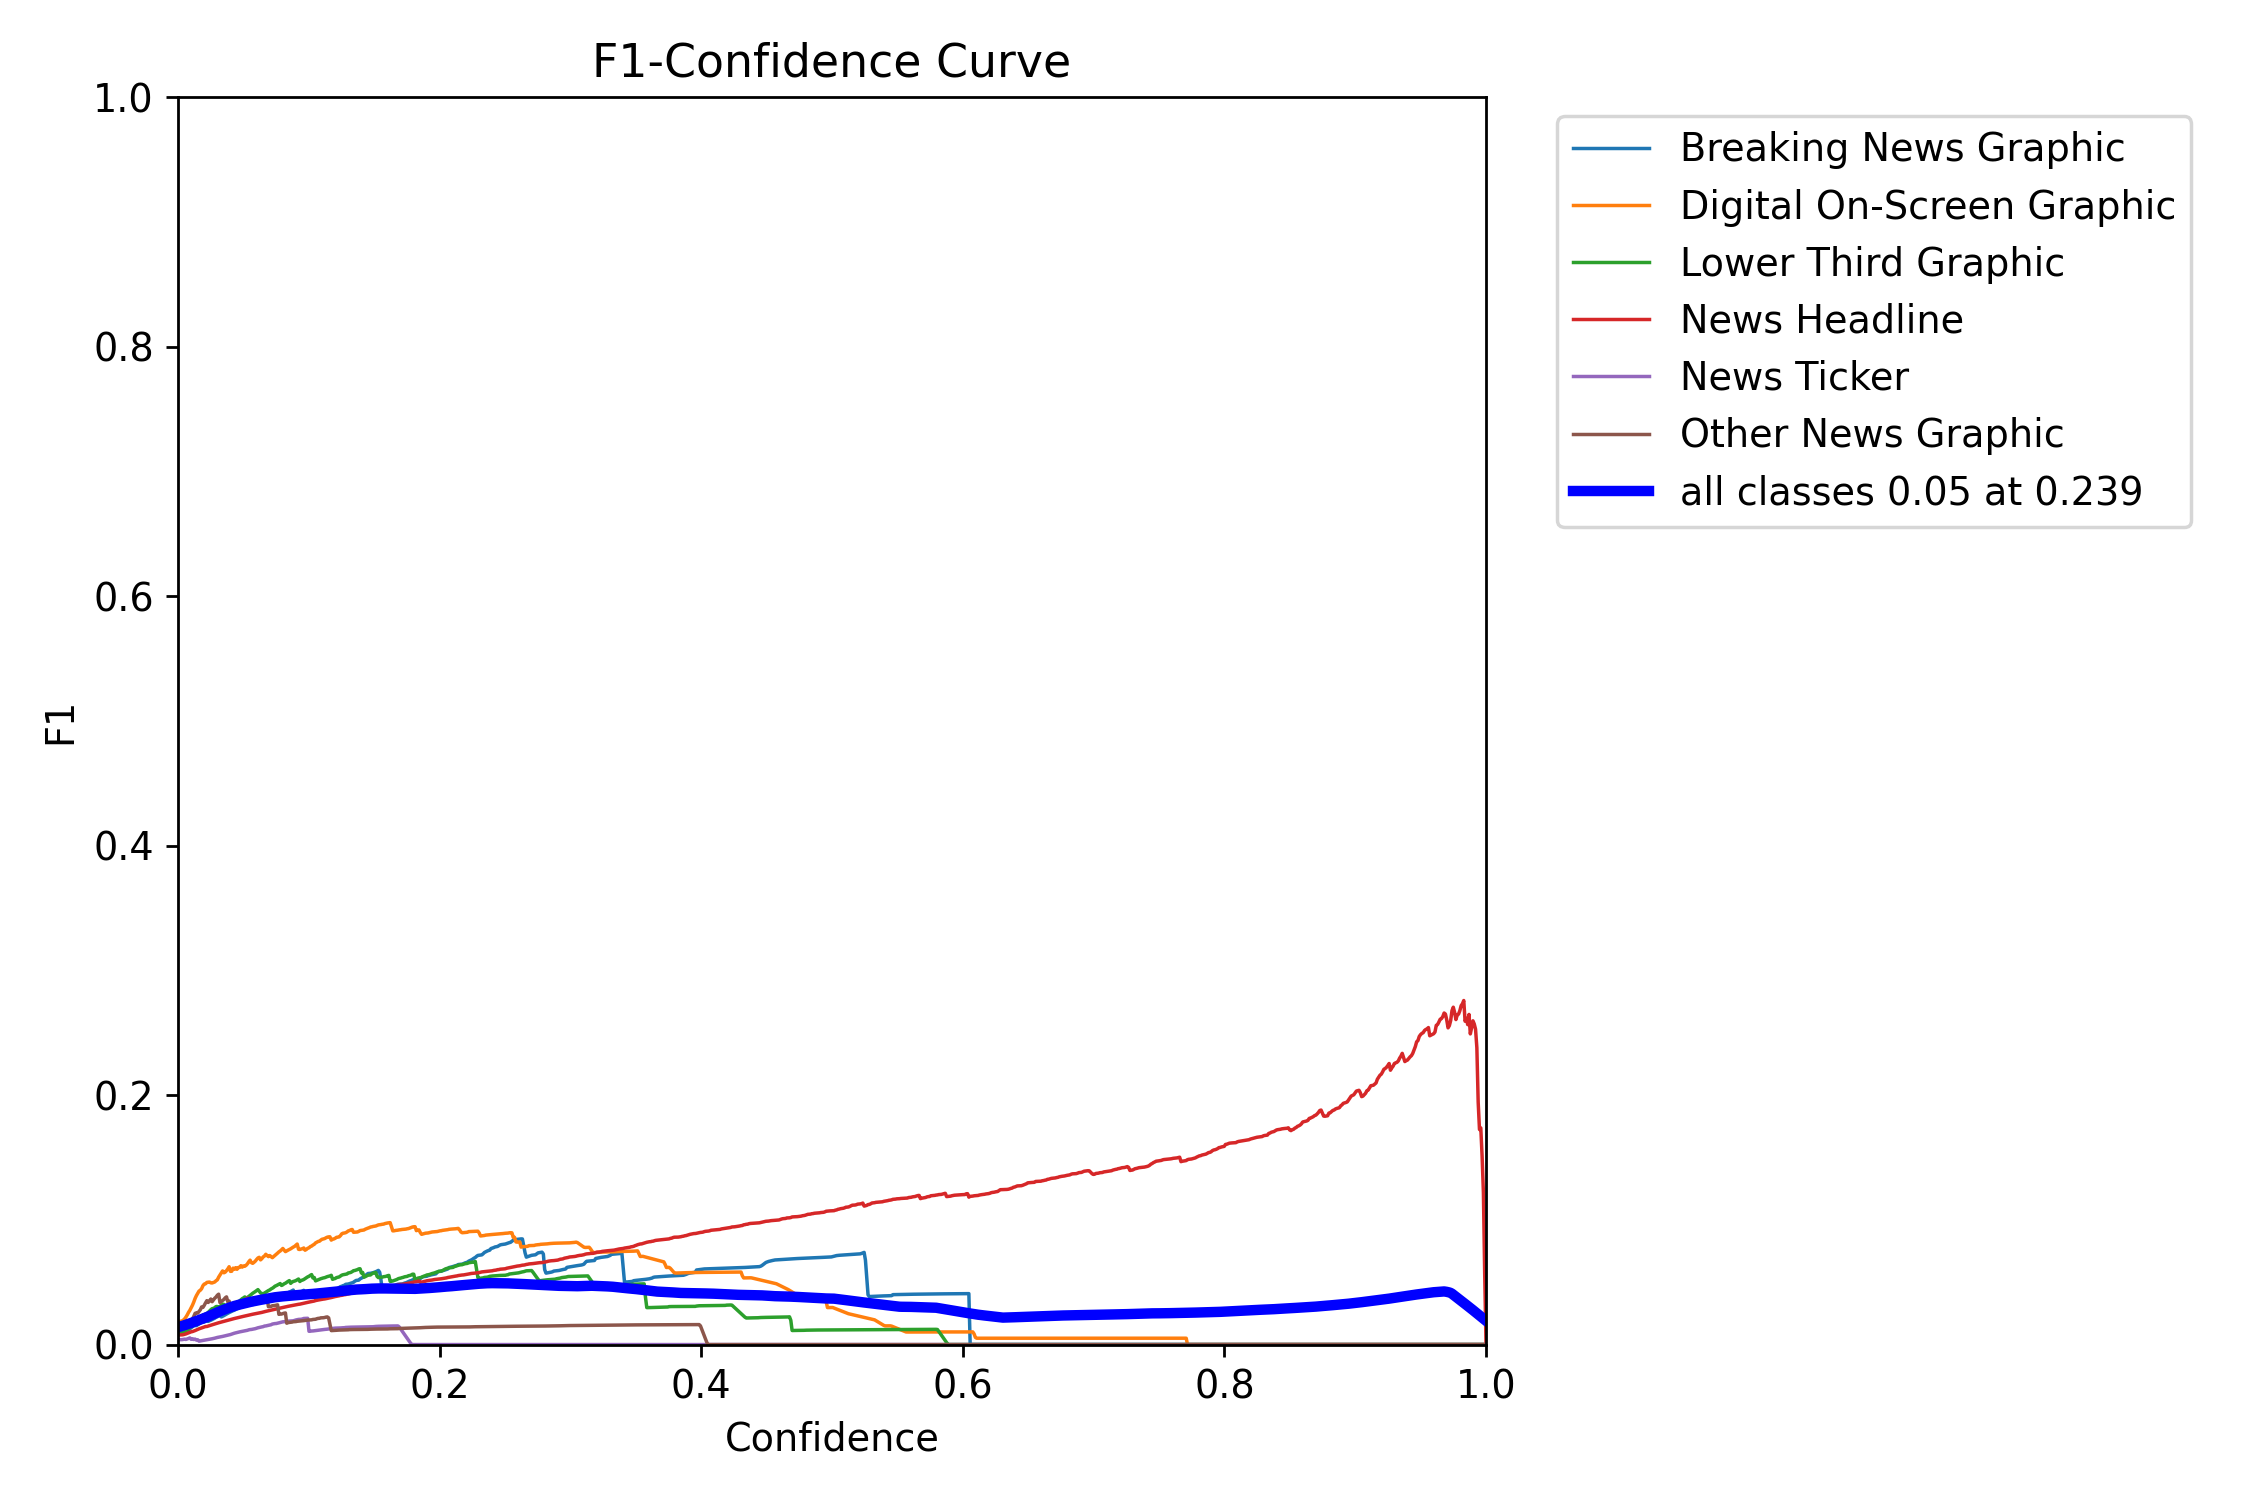 F1-Confidence Curve
1.0
0.8
0.6
0.4
0.2
0.0
F1
0.0 0.2 0.4 0.6 0.8 1.0
Confidence
Breaking News Graphic
Digital On-Screen Graphic
Lower Third Graphic
News Headline
News Ticker
Other News Graphic
all classes 0.05 at 0.239